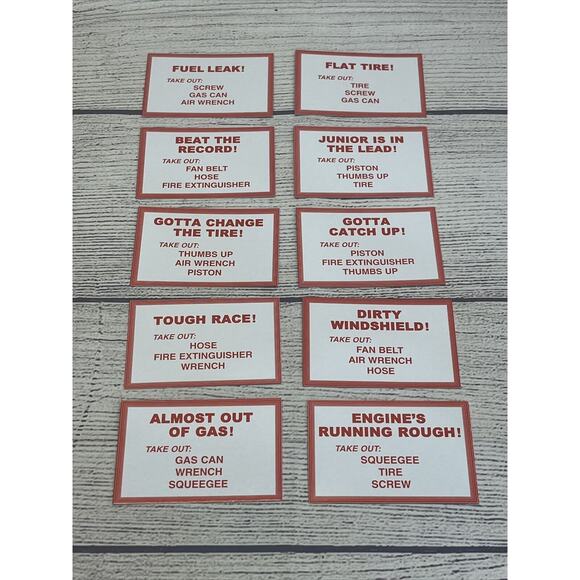 FUEL LEAK!
TAKE OUT:
SCREW
GAS CAN
AIR WRENCH
FLAT TIRE!
TAKE OUT:
TIRE
SCREW
GAS CAN
BEAT THE
RECORD!
TAKE OUT:
FAN BELT
HOSE
FIRE EXTINGUISHER
JUNIOR IS IN
THE LEAD!
TAKE OUT:
PISTON
THUMBS UP
TIRE
GOTTA CHANGE
THE TIRE!
TAKE OUT:
THUMBS UP
AIR WRENCH
PISTON
GOTTA
CATCH UP!
TAKE OUT:
PISTON
FIRE EXTINGUISHER
THUMBS UP
TOUGH RACE!
TAKE OUT:
HOSE
FIRE EXTINGUISHER
WRENCH
DIRTY
WINDSHIELD!
TAKE OUT:
FAN BELT
AIR WRENCH
HOSE
ALMOST OUT
OF GAS!
TAKE OUT:
GAS CAN
WRENCH
SQUEEGEE
ENGINE'S
RUNNING ROUGH!
TAKE OUT:
SQUEEGEE
TIRE
SCREW